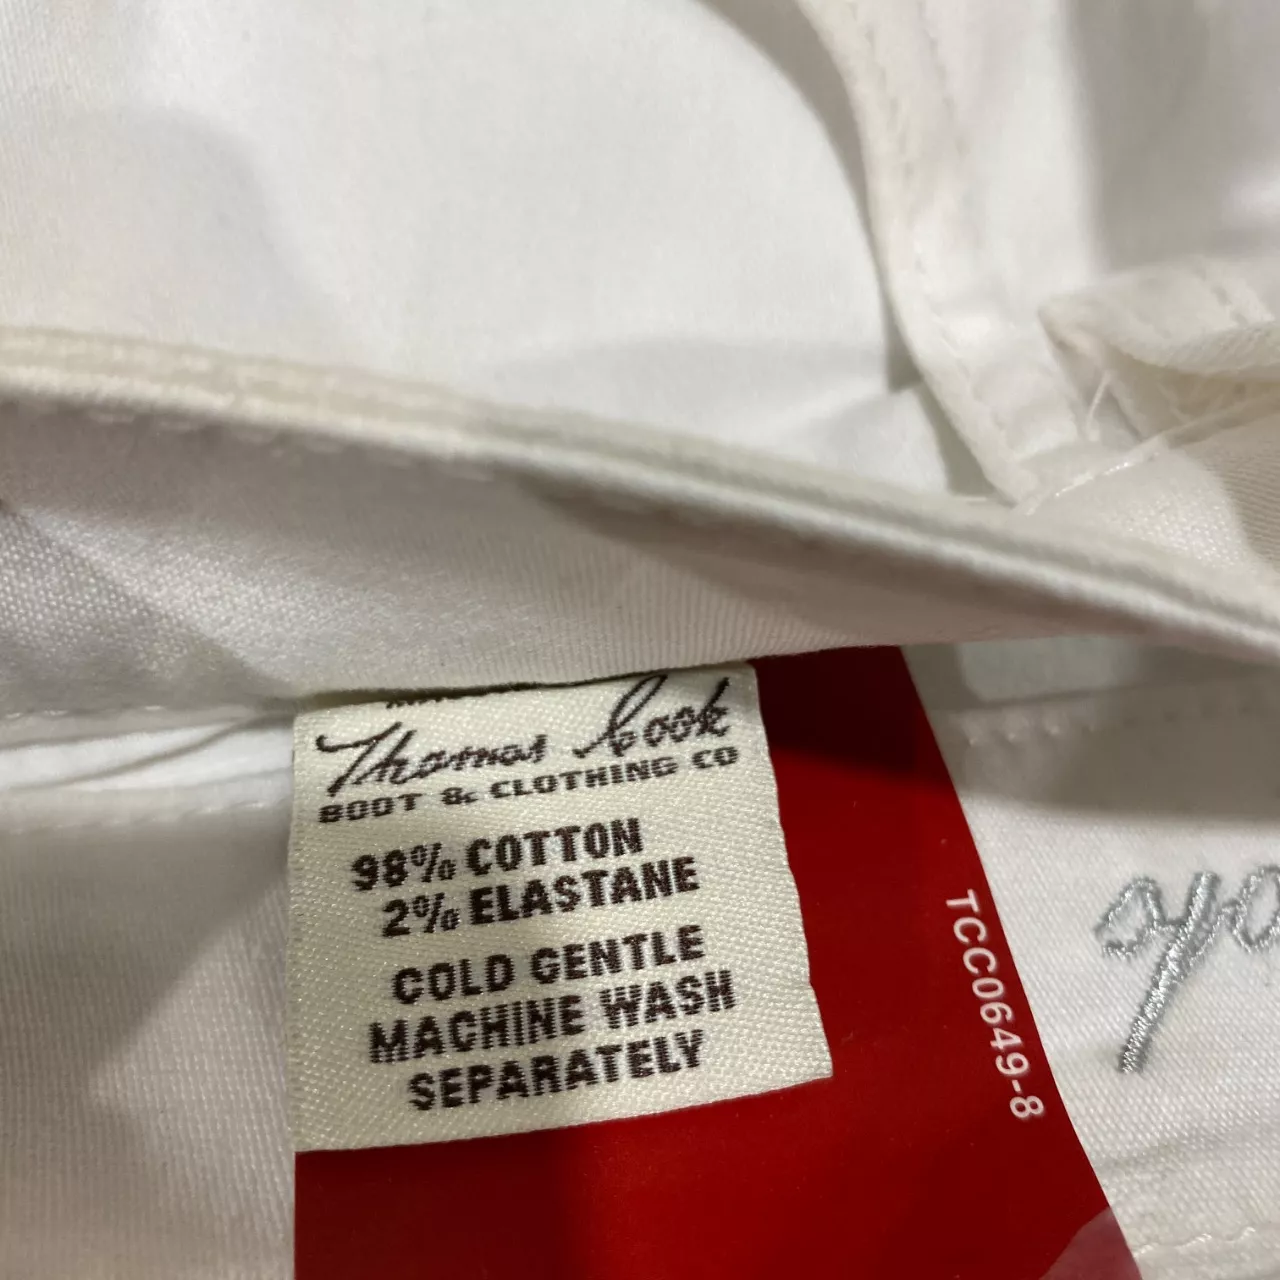 Thomas Cook
BOOT & CLOTHING CO
98% COTTON
2% ELASTANE
COLD GENTLE
MACHINE WASH
SEPARATELY
TCC0649-8